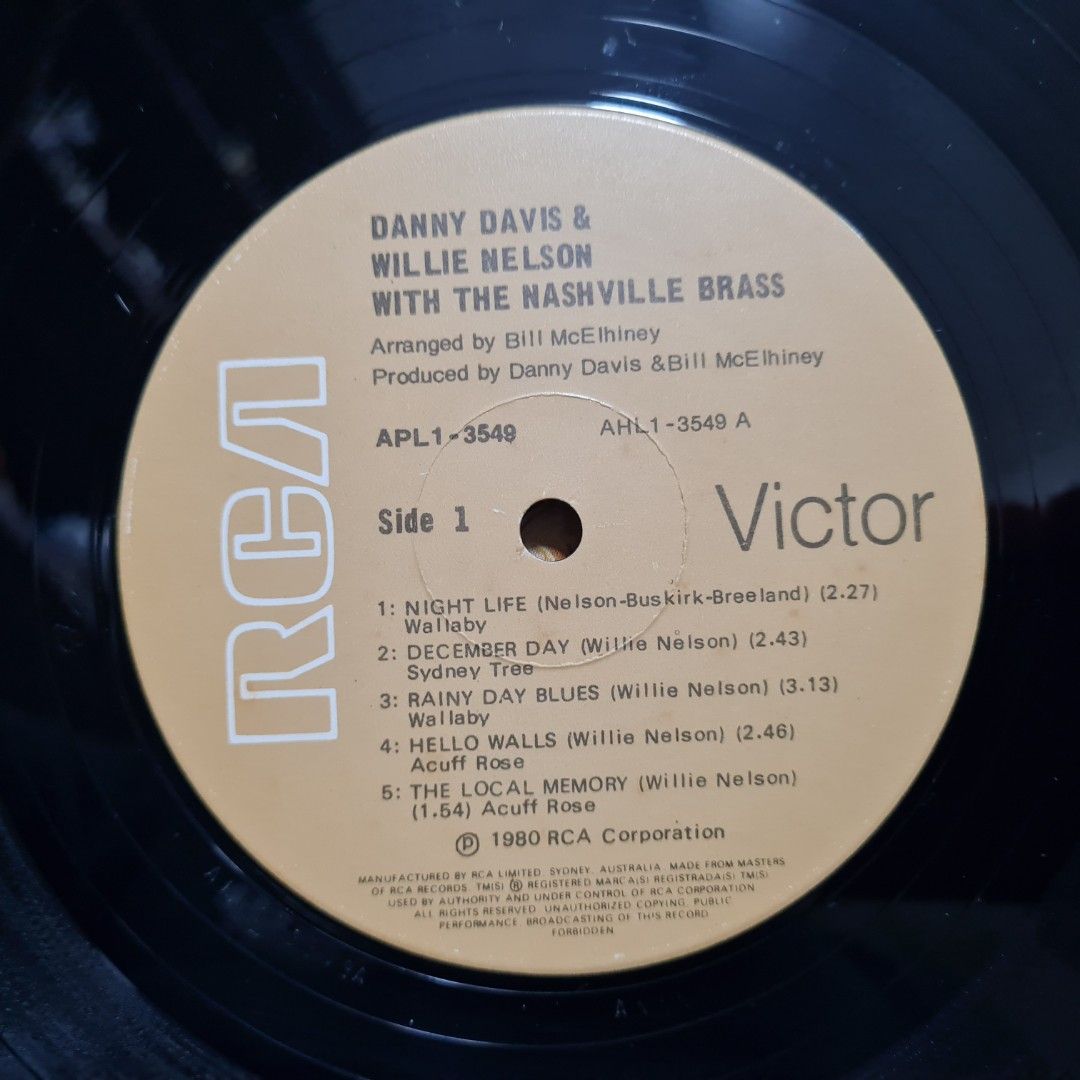 DANNY DAVIS &
WILLIE NELSON
WITH THE NASHVILLE BRASS
Arranged by Bill McElhiney
Produced by Danny Davis &Bill McElhiney
APL1-3549 AHL1-3549 A
Side 1
RCA
Victor
1: NIGHT LIFE (Nelson-Buskirk-Breeland) (2.27)
Wallaby
2: DECEMBER DAY (Willie Nelson) (2.43)
Sydney Tree
3: RAINY DAY BLUES (Willie Nelson) (3.13)
Wallaby
4: HELLO WALLS (Willie Nelson) (2.46)
Acuff Rose
5: THE LOCAL MEMORY (Willie Nelson)
(1.54) Acuff Rose
℗ 1980 RCA Corporation
MANUFACTURED BY RCA LIMITED. SYDNEY. AUSTRALIA. MADE FROM MASTERS
OF RCA RECORDS. TM(S) ® REGISTERED MARCA(S) REGISTRADA(S) TM(S)
USED BY AUTHORITY AND UNDER CONTROL OF RCA CORPORATION
ALL RIGHTS RESERVED. UNAUTHORIZED COPYING, PUBLIC
PERFORMANCE, BROADCASTING OF THIS RECORD
FORBIDDEN